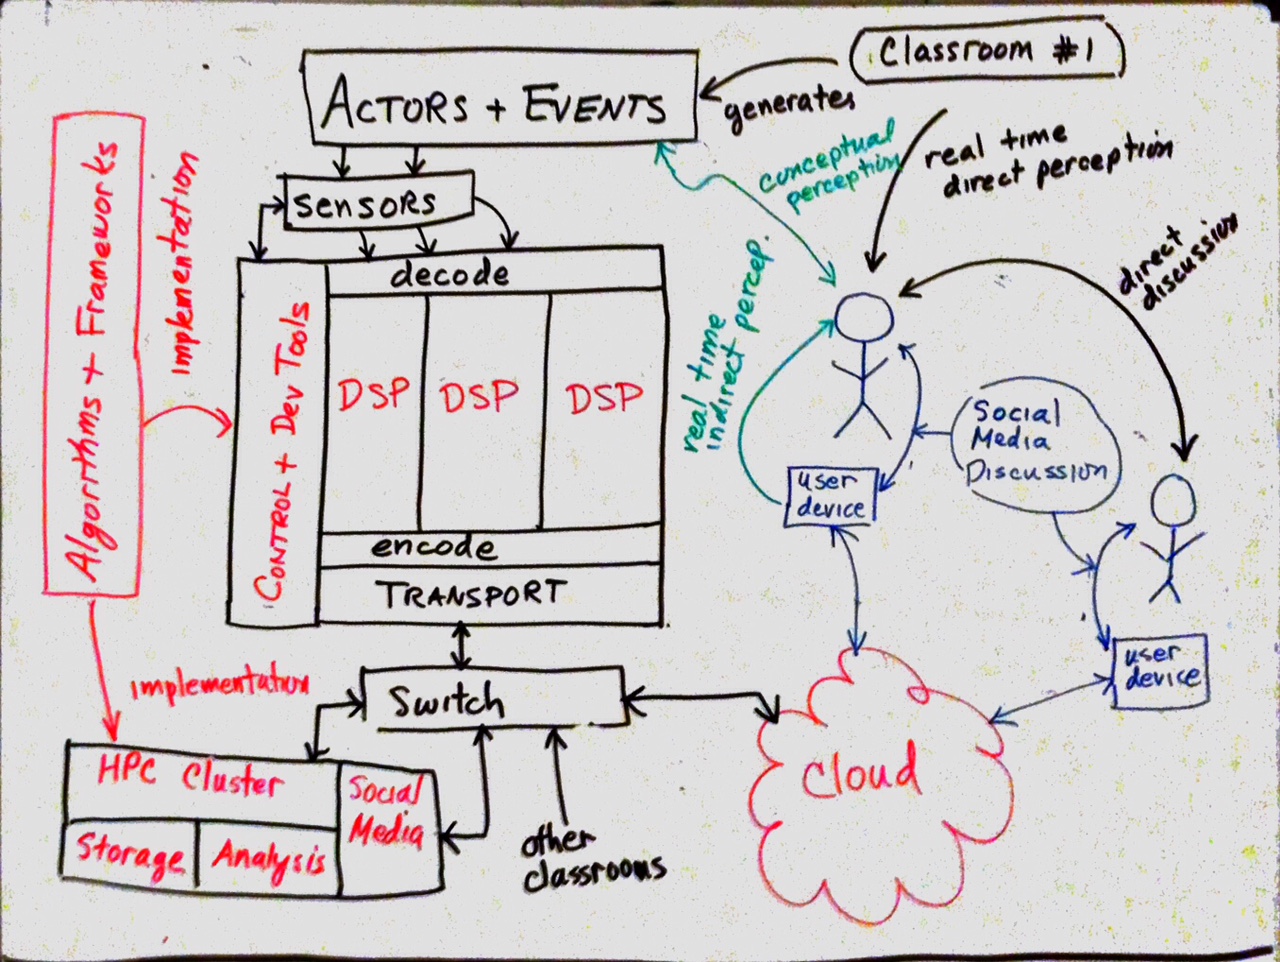 Classroom #1
ACTORS + EVENTS
generates
conceptual
perception
real time
direct perception
direct
discussion
Algorithms + Frameworks
implementation
sensors
decode
CONTROL + Dev Tools
DSP
DSP
DSP
encode
TRANSPORT
real time
indirect percep.
Social
Media
Discussion
user
device
user
device
implementation
Switch
HPC Cluster
Storage
Analysis
Social
Media
other
classrooms
Cloud